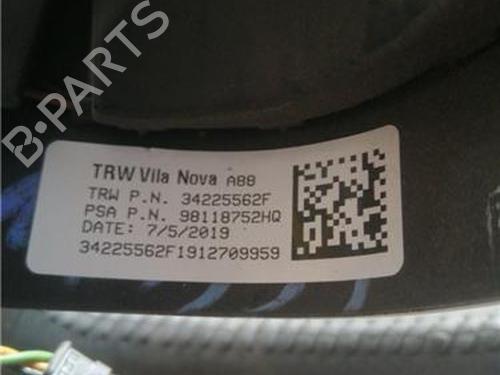 B-PARTS
TRW Vila Nova A88
TRW P.N. 34225562F
PSA P.N. 98118752HQ
DATE: 7/5/2019
34225562F1912709959